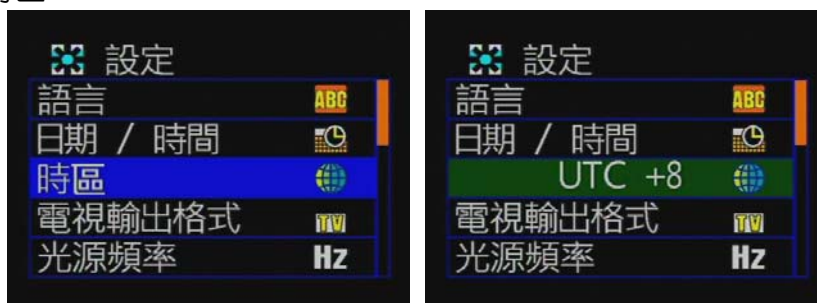 設定
語言 ABC
日期 / 時間
時區
電視輸出格式 TV
光源頻率 Hz
設定
語言 ABC
日期 / 時間
UTC +8
電視輸出格式 TV
光源頻率 Hz